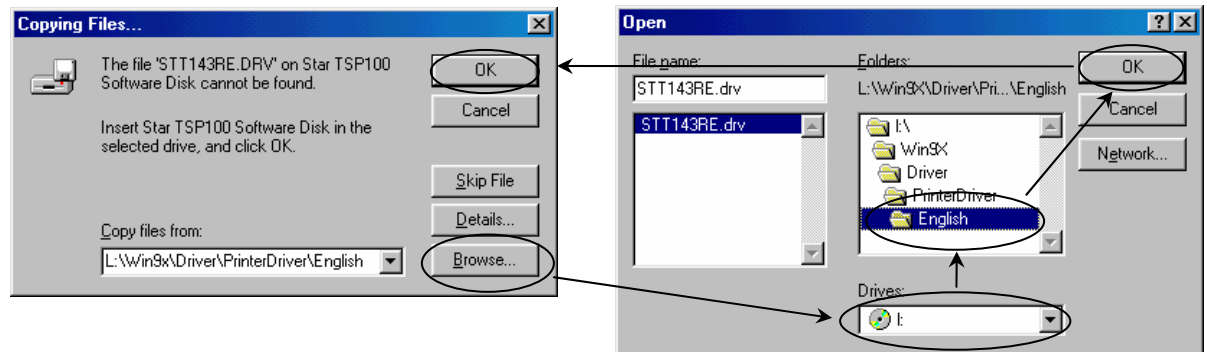 Copying Files...
The file 'STT143RE.DRV' on Star TSP100
Software Disk cannot be found.
Insert Star TSP100 Software Disk in the
selected drive, and click OK.
OK
Cancel
Skip File
Details...
Copy files from:
L:\Win9x\Driver\PrinterDriver\English
Browse...
Open
File name:
STT143RE.drv
STT143RE.drv
Folders:
L:\Win9X\Driver\Pri...\English
l:\
Win9X
Driver
PrinterDriver
English
Drives:
l:
OK
Cancel
Network...